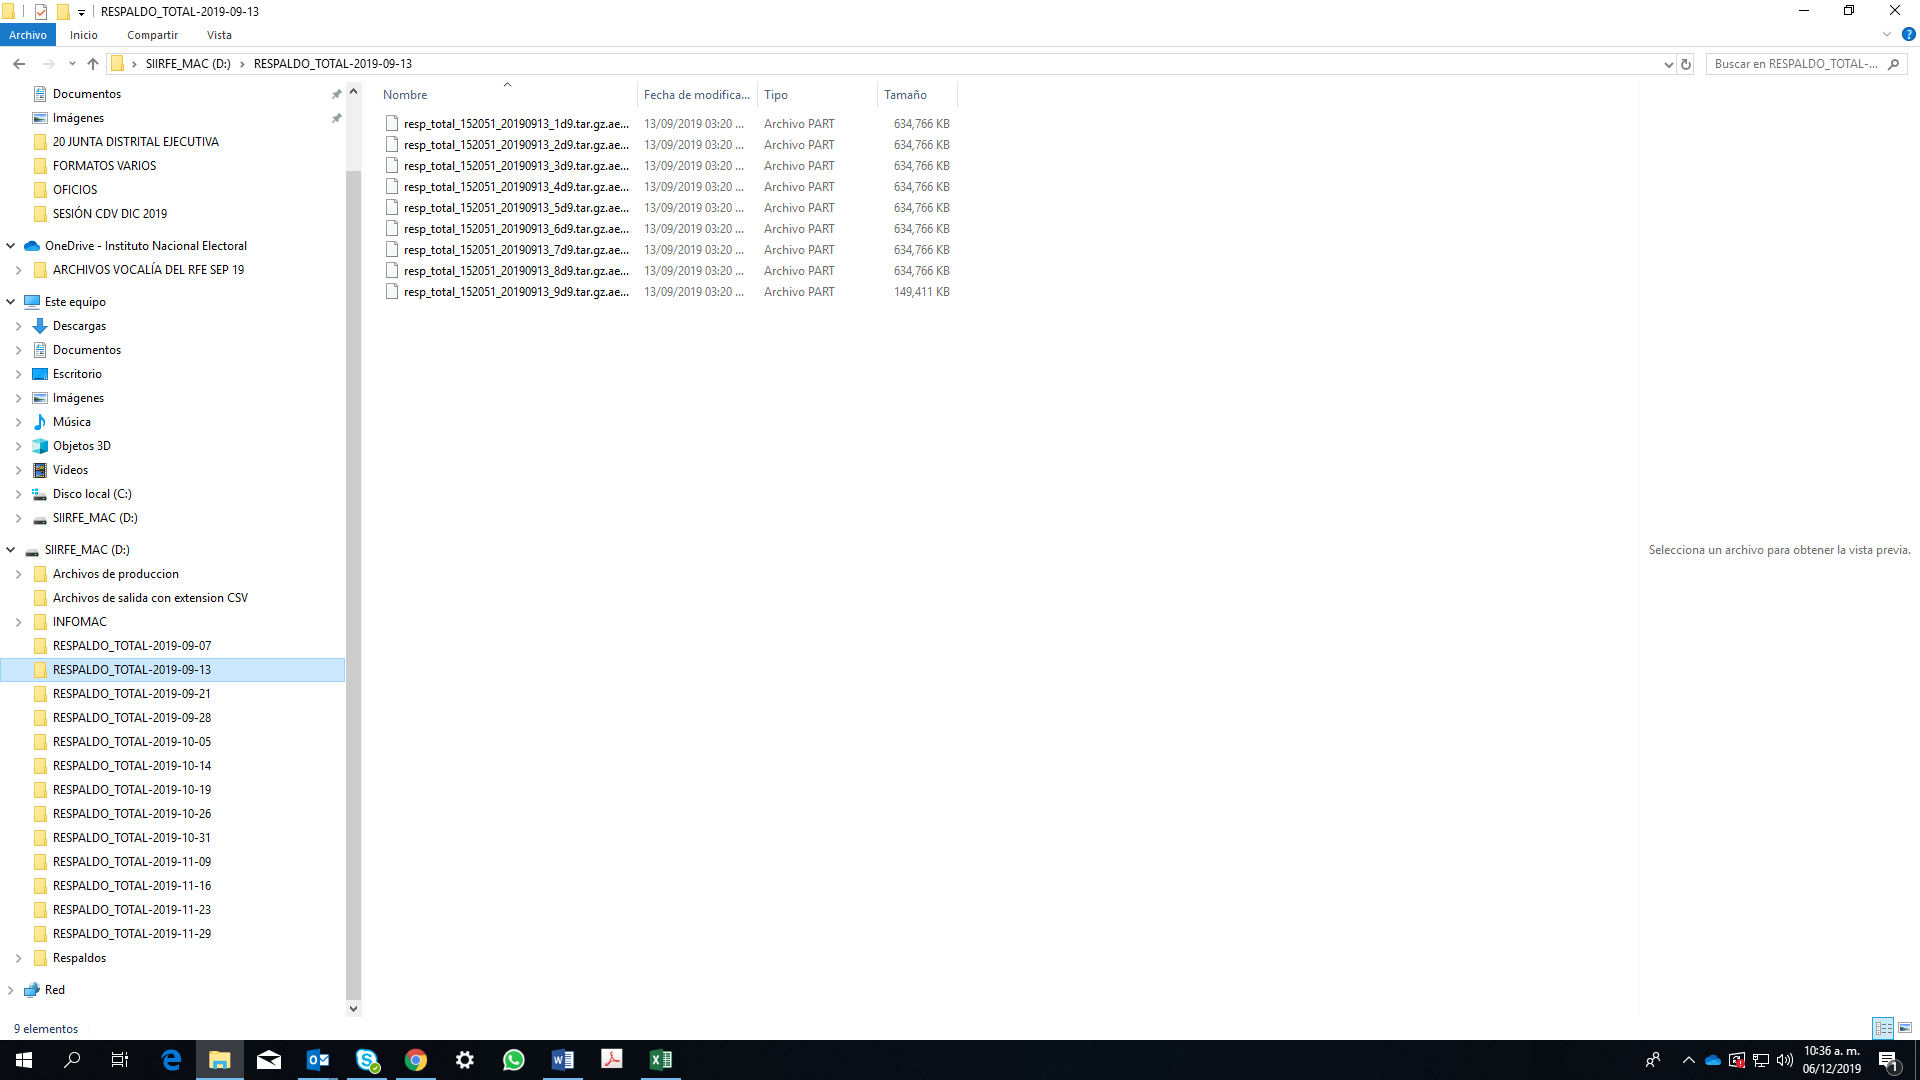 RESPALDO_TOTAL-2019-09-13
Archivo Inicio Compartir Vista
SIIRFE_MAC (D:) RESPALDO_TOTAL-2019-09-13
Buscar en RESPALDO_TOTAL-...
Documentos
Imágenes
20 JUNTA DISTRITAL EJECUTIVA
FORMATOS VARIOS
OFICIOS
SESIÓN CDV DIC 2019
OneDrive - Instituto Nacional Electoral
ARCHIVOS VOCALÍA DEL RFE SEP 19
Este equipo
Descargas
Documentos
Escritorio
Imágenes
Música
Objetos 3D
Videos
Disco local (C:)
SIIRFE_MAC (D:)
SIIRFE_MAC (D:)
Archivos de produccion
Archivos de salida con extension CSV
INFOMAC
RESPALDO_TOTAL-2019-09-07
RESPALDO_TOTAL-2019-09-13
RESPALDO_TOTAL-2019-09-21
RESPALDO_TOTAL-2019-09-28
RESPALDO_TOTAL-2019-10-05
RESPALDO_TOTAL-2019-10-14
RESPALDO_TOTAL-2019-10-19
RESPALDO_TOTAL-2019-10-26
RESPALDO_TOTAL-2019-10-31
RESPALDO_TOTAL-2019-11-09
RESPALDO_TOTAL-2019-11-16
RESPALDO_TOTAL-2019-11-23
RESPALDO_TOTAL-2019-11-29
Respaldos
Red
Nombre Fecha de modifica... Tipo Tamaño
resp_total_152051_20190913_1d9.tar.gz.ae... 13/09/2019 03:20 ... Archivo PART 634,766 KB
resp_total_152051_20190913_2d9.tar.gz.ae... 13/09/2019 03:20 ... Archivo PART 634,766 KB
resp_total_152051_20190913_3d9.tar.gz.ae... 13/09/2019 03:20 ... Archivo PART 634,766 KB
resp_total_152051_20190913_4d9.tar.gz.ae... 13/09/2019 03:20 ... Archivo PART 634,766 KB
resp_total_152051_20190913_5d9.tar.gz.ae... 13/09/2019 03:20 ... Archivo PART 634,766 KB
resp_total_152051_20190913_6d9.tar.gz.ae... 13/09/2019 03:20 ... Archivo PART 634,766 KB
resp_total_152051_20190913_7d9.tar.gz.ae... 13/09/2019 03:20 ... Archivo PART 634,766 KB
resp_total_152051_20190913_8d9.tar.gz.ae... 13/09/2019 03:20 ... Archivo PART 634,766 KB
resp_total_152051_20190913_9d9.tar.gz.ae... 13/09/2019 03:20 ... Archivo PART 149,411 KB
Selecciona un archivo para obtener la vista previa.
9 elementos
10:36 a. m.
06/12/2019
1